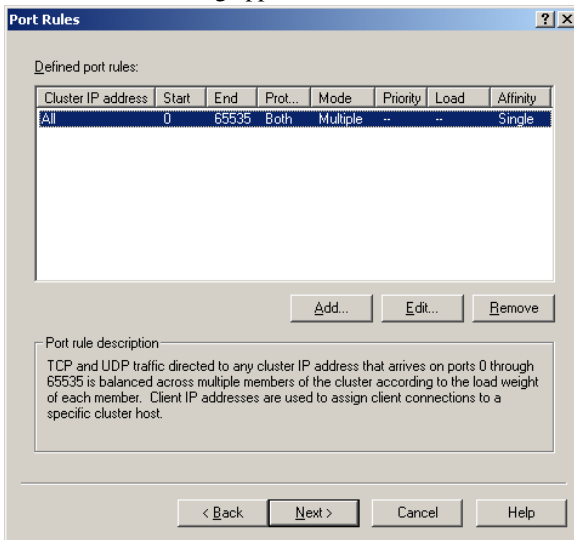 Port Rules
Defined port rules:
Cluster IP address Start End Prot... Mode Priority Load Affinity
All 0 65535 Both Multiple -- -- Single
Add... Edit... Remove
Port rule description
TCP and UDP traffic directed to any cluster IP address that arrives on ports 0 through
65535 is balanced across multiple members of the cluster according to the load weight
of each member. Client IP addresses are used to assign client connections to a
specific cluster host.
< Back Next > Cancel Help